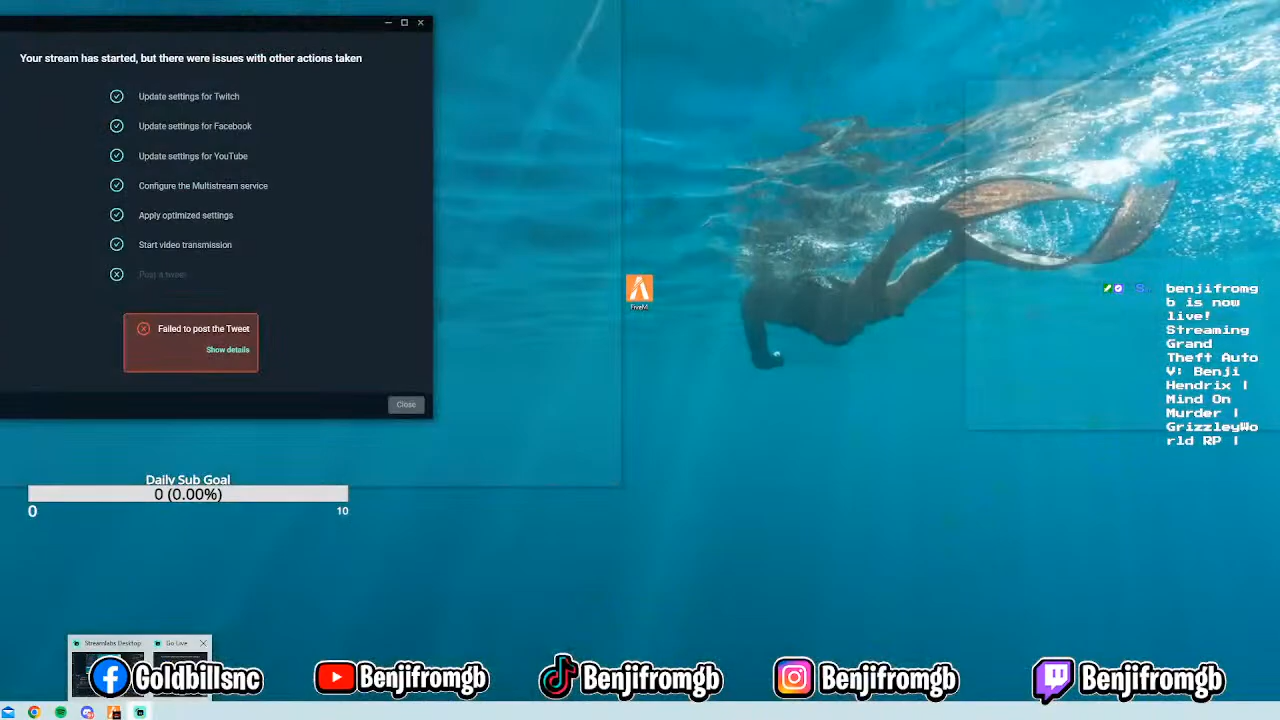 Your stream has started, but there were issues with other actions taken
Update settings for Twitch
Update settings for Facebook
Update settings for YouTube
Configure the Multistream service
Apply optimized settings
Start video transmission
Post a tweet
Failed to post the Tweet
Show details
Close
FiveM
benjifromg
b is now
live!
Streaming
Grand
Theft Auto
V: Benji
Hendrix |
Mind On
Murder |
GrizzleyWo
rld RP |
Daily Sub Goal
0 (0.00%)
0
10
Streamlabs Desktop
Go Live
Goldbillsnc
Benjifromgb
Benjifromgb
Benjifromgb
Benjifromgb